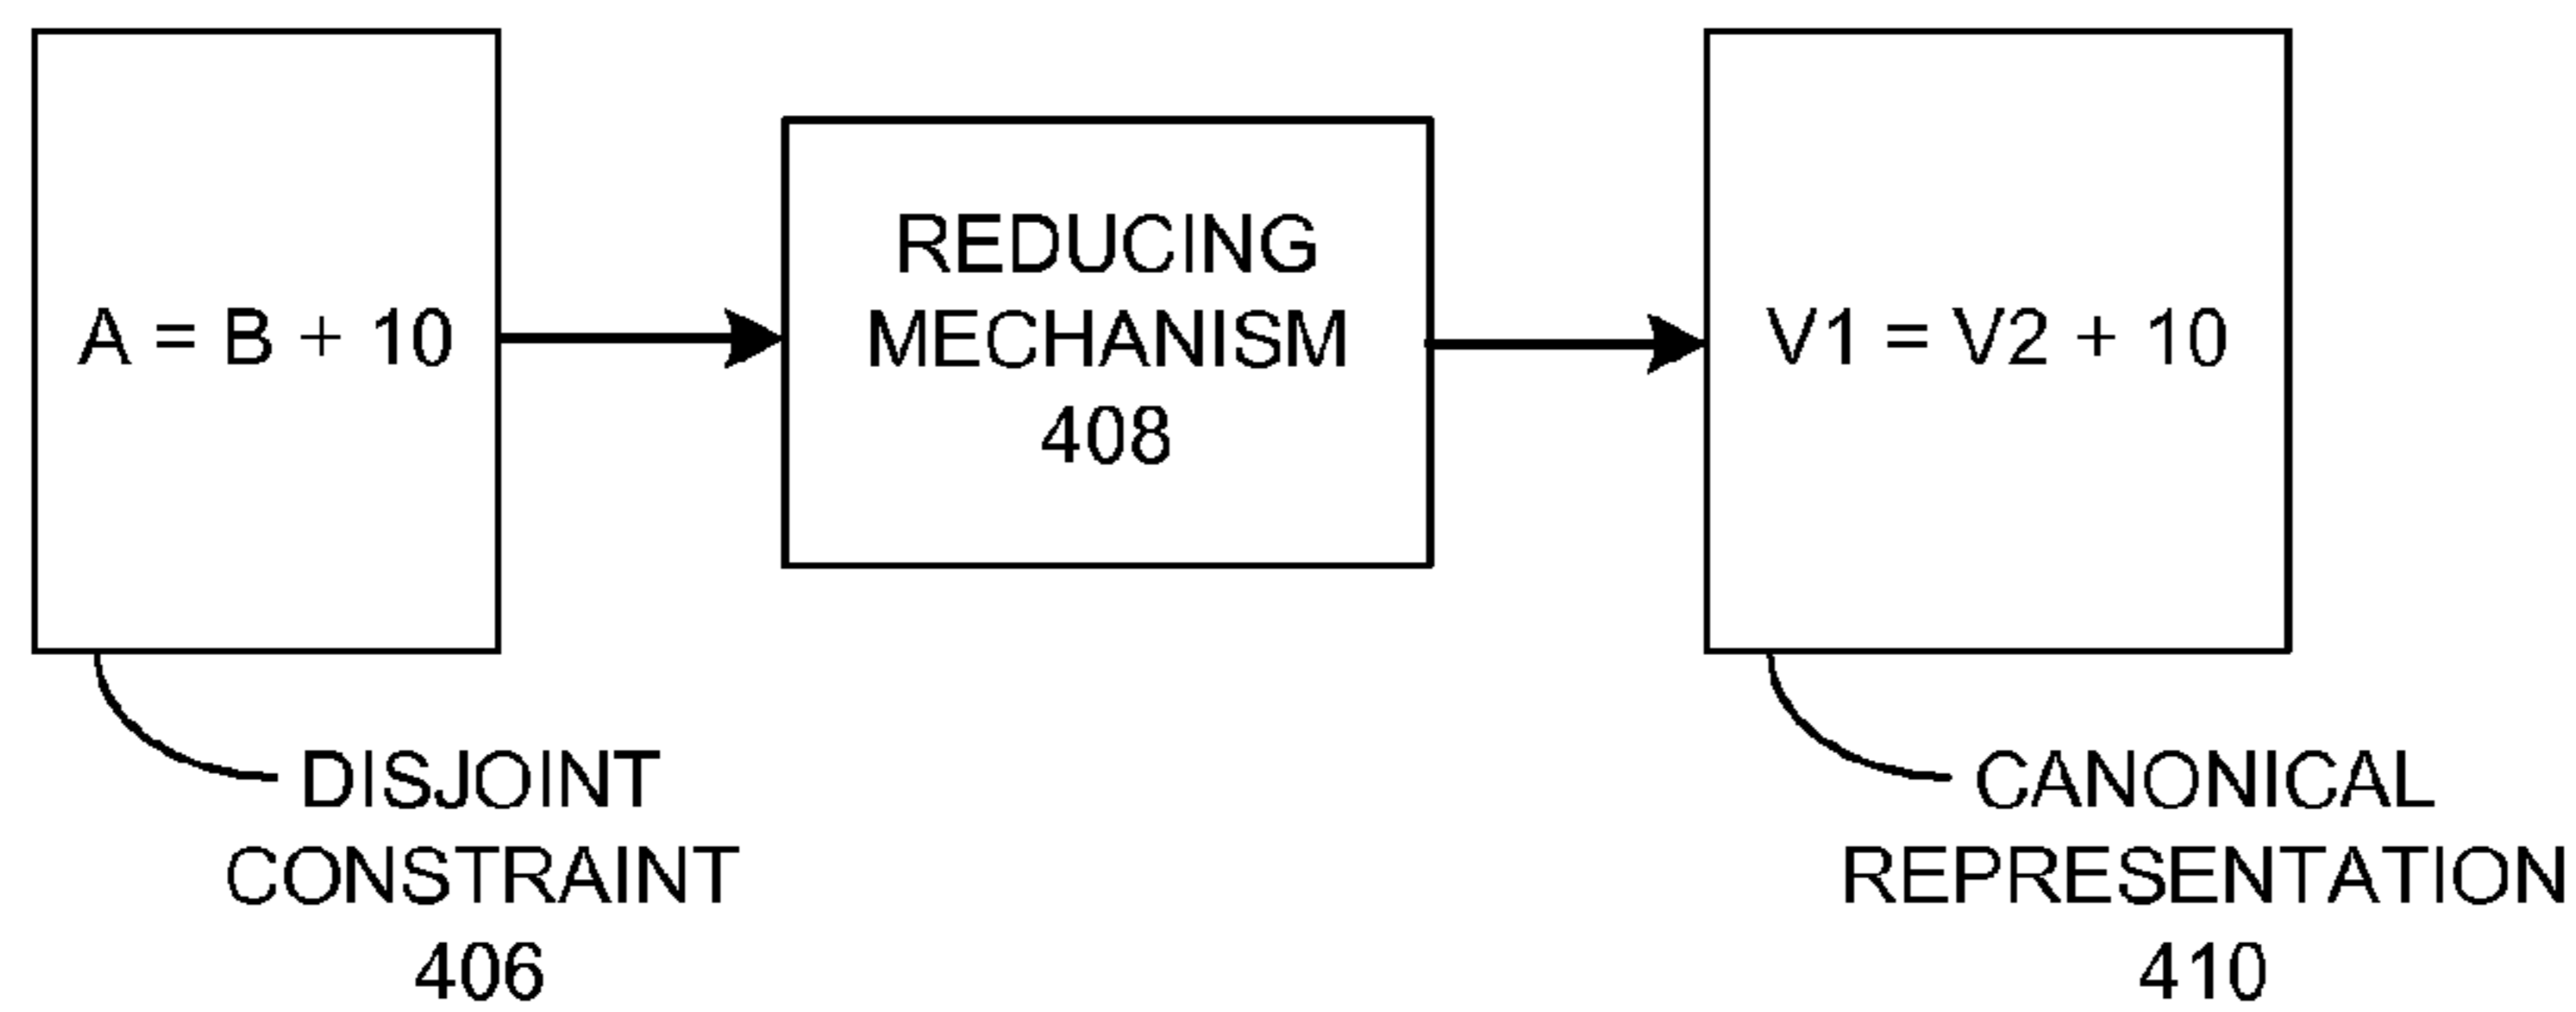 A = B + 10
REDUCING
MECHANISM
408
V1 = V2 + 10
DISJOINT
CONSTRAINT
406
CANONICAL
REPRESENTATION
410